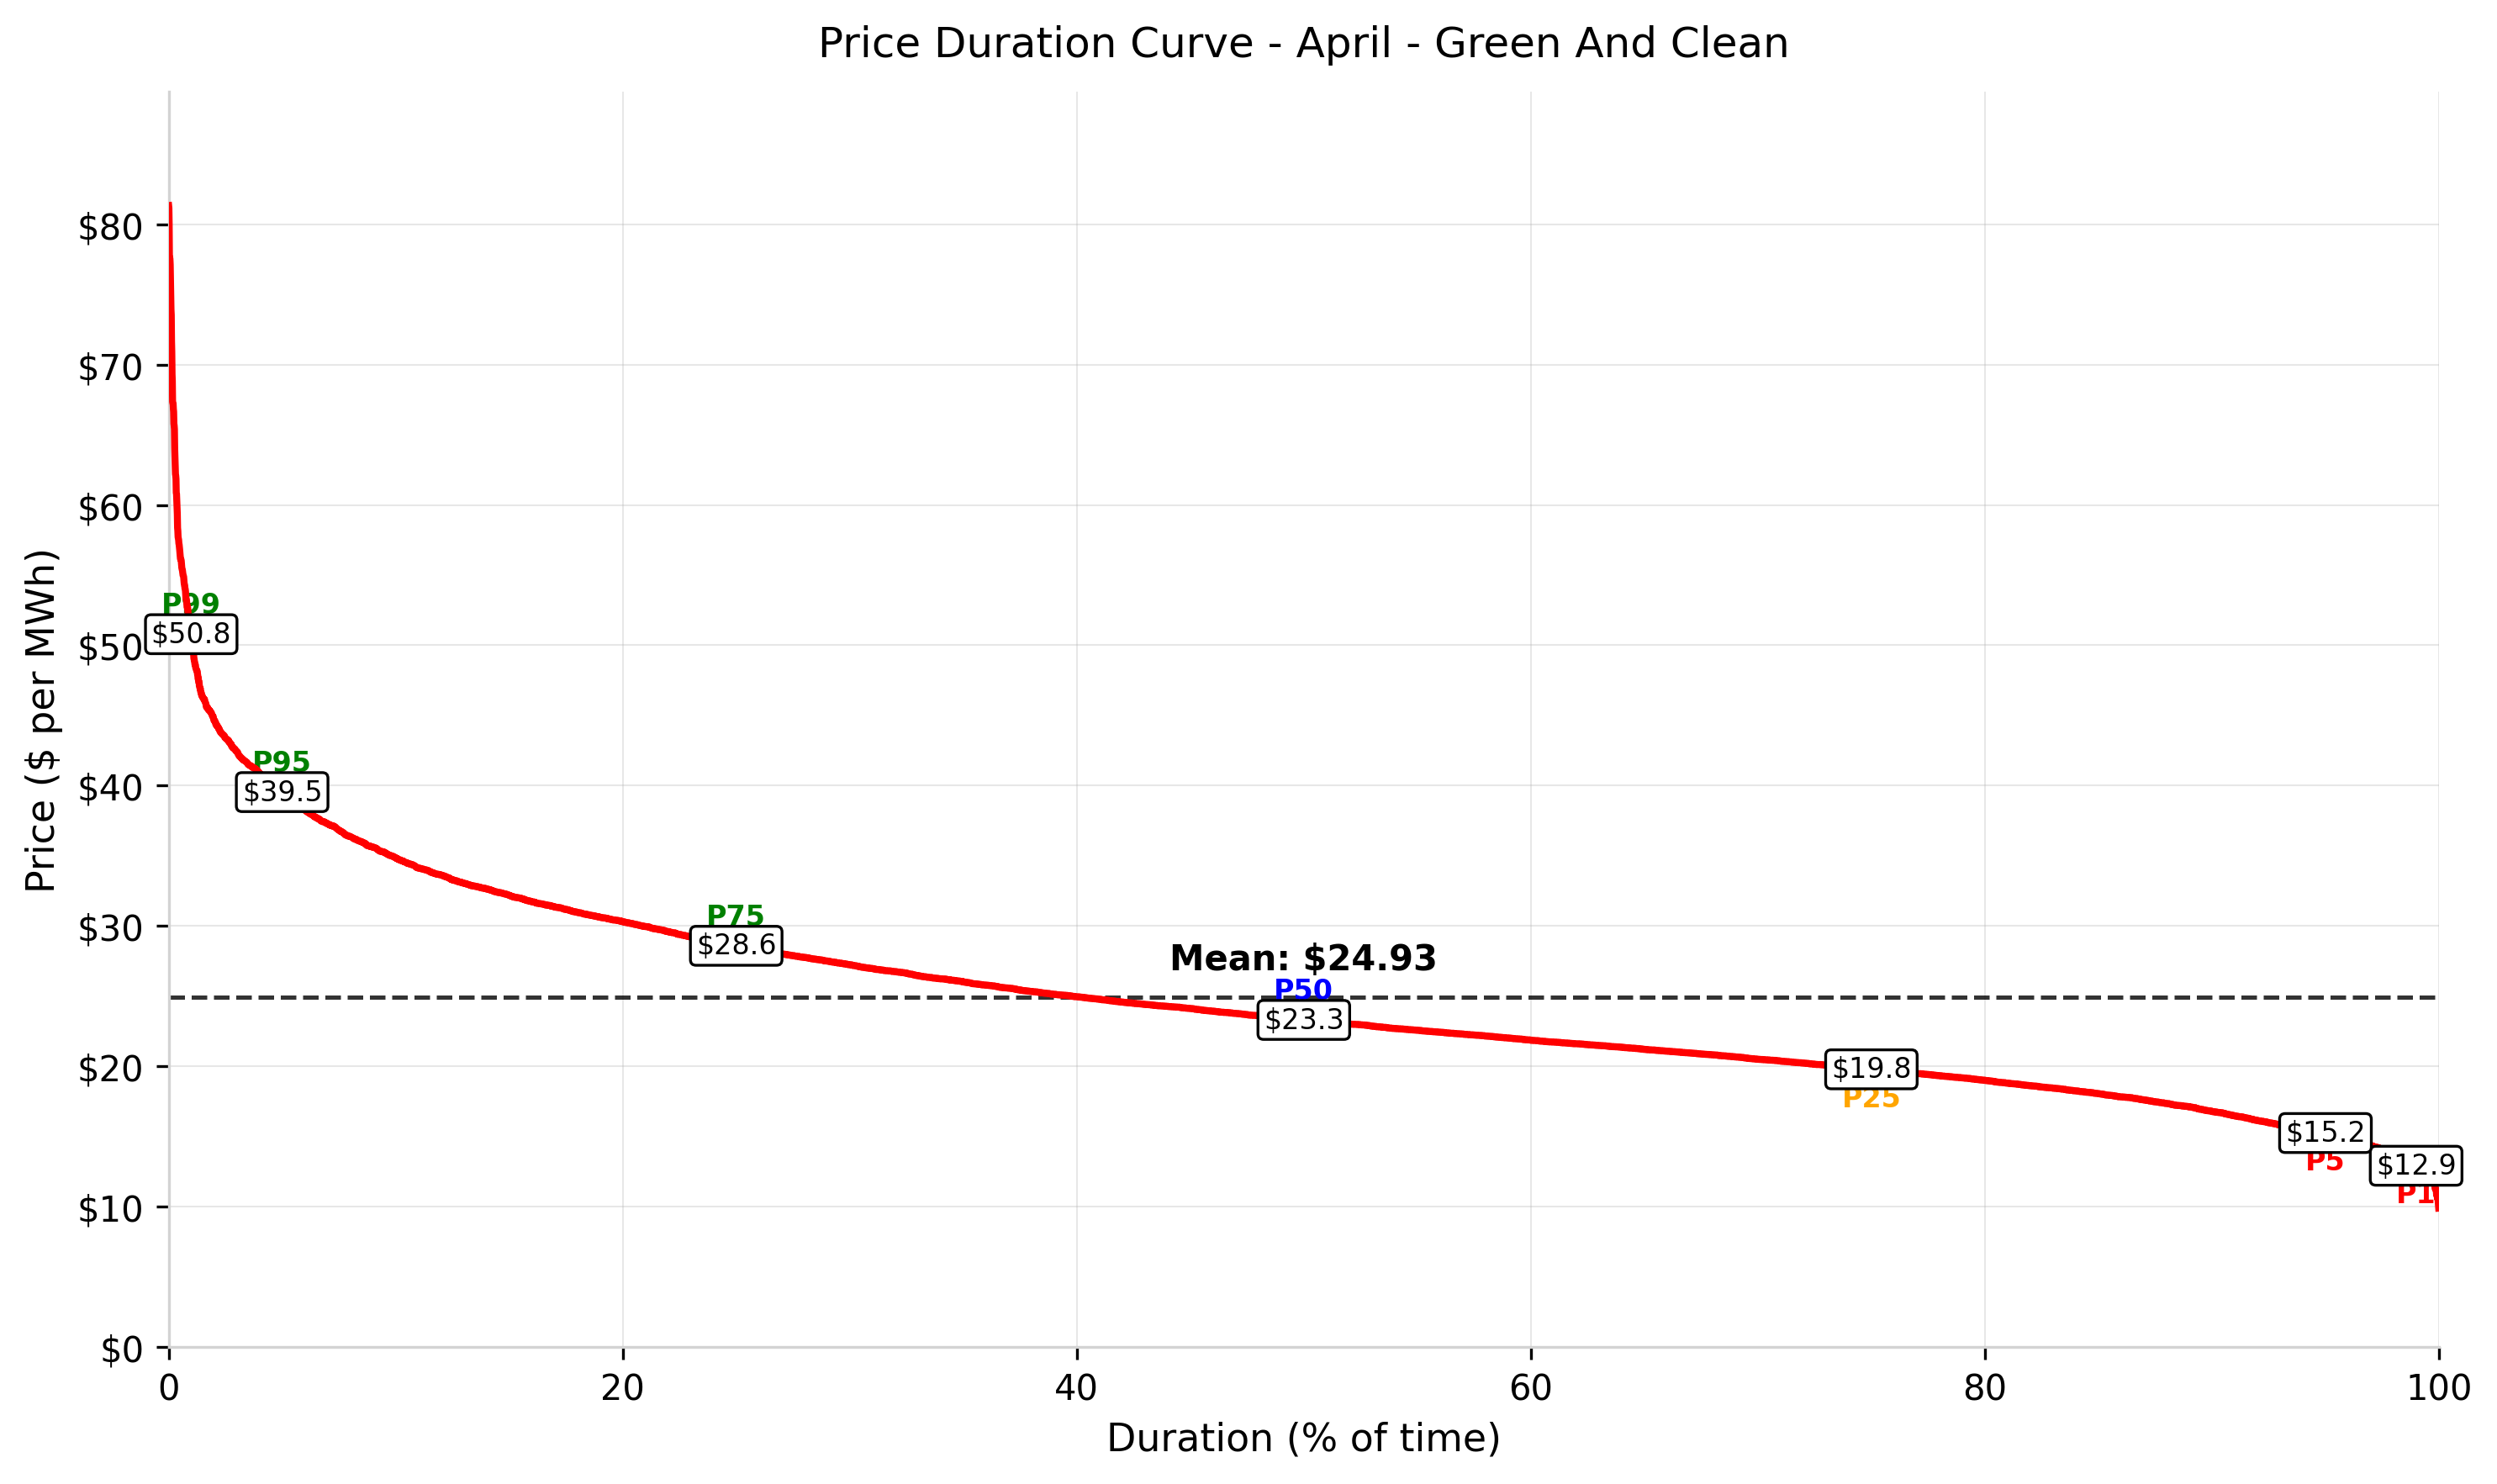 Price Duration Curve - April - Green And Clean
Price ($ per MWh)
$80
$70
$60
$50
$40
$30
$20
$10
$0
P99
$50.8
P95
$39.5
P75
$28.6
Mean: $24.93
P50
$23.3
$19.8
P25
$15.2
P5
$12.9
P1
0
20
40
60
80
100
Duration (% of time)